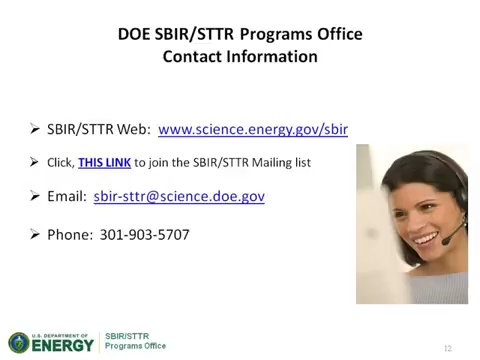 DOE SBIR/STTR Programs Office
Contact Information
➢ SBIR/STTR Web: www.science.energy.gov/sbir
➢ Click, THIS LINK to join the SBIR/STTR Mailing list
➢ Email: sbir-sttr@science.doe.gov
➢ Phone: 301-903-5707
U.S. DEPARTMENT OF
ENERGY
SBIR/STTR
Programs Office
12